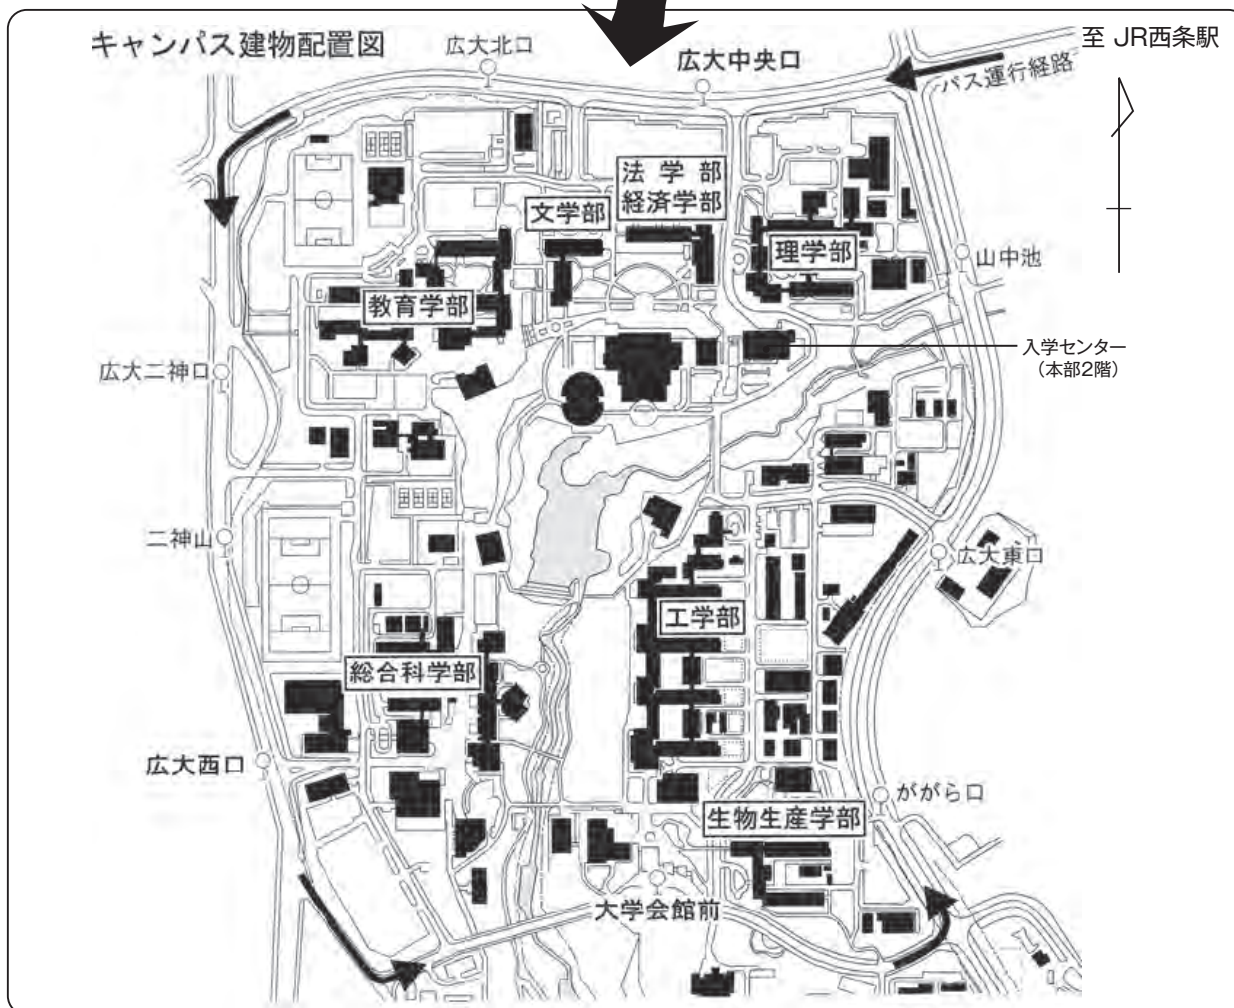 キャンパス建物配置図
広大北口
広大中央口
至 JR西条駅
バス運行経路
法学部
経済学部
文学部
理学部
山中池
教育学部
入学センター
(本部2階)
広大二神口
二神山
広大東口
工学部
総合科学部
広大西口
ががら口
生物生産学部
大学会館前